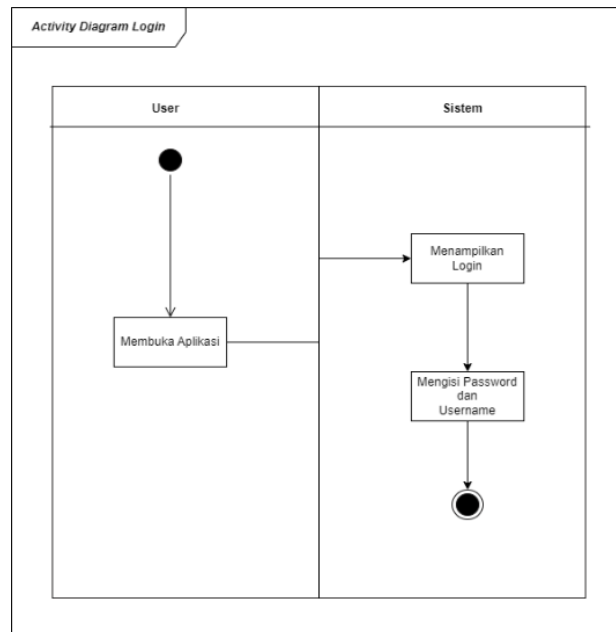 Activity Diagram Login
User
Sistem
Menampilkan
Login
Membuka Aplikasi
Mengisi Password
dan
Username